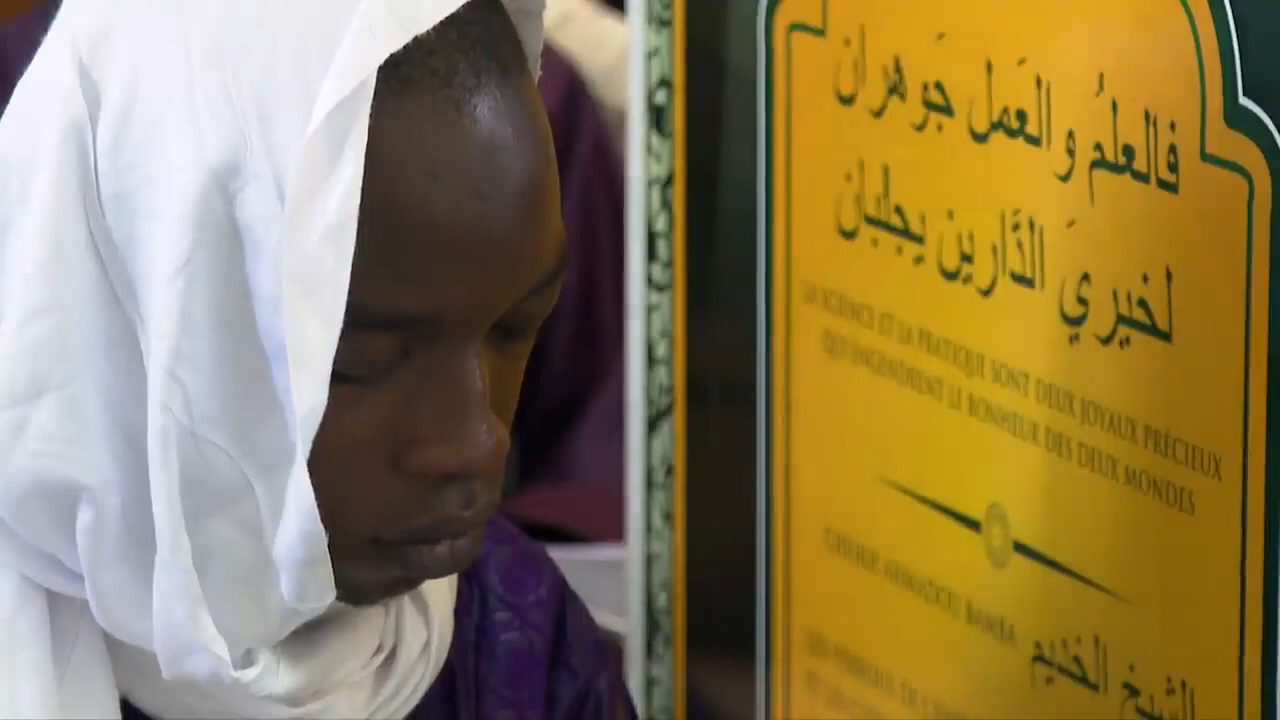 فالعلمُ و العَمل جَوهران
لخيريَ الدَّارين يجلبان
LA SCIENCE ET LA PRATIQUE SONT DEUX JOYAUX PRÉCIEUX
QUI ENGENDRENT LE BONHEUR DES DEUX MONDES
CHEIKH AHMADOU BAMBA
الشيخ الخديم